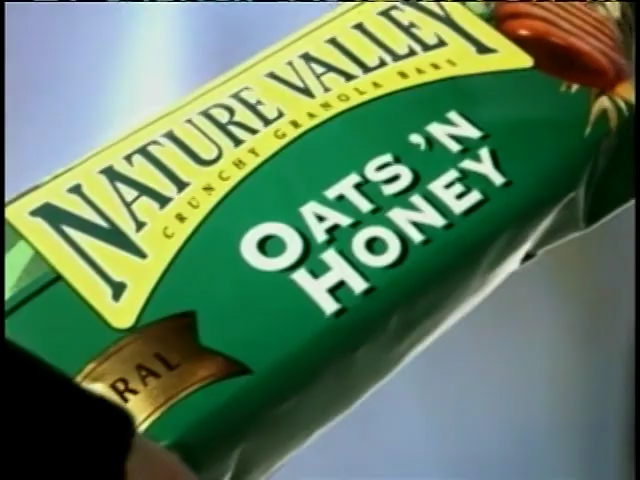 NATURE VALLEY
CRUNCHY GRANOLA BARS
OATS 'N
HONEY
RAL